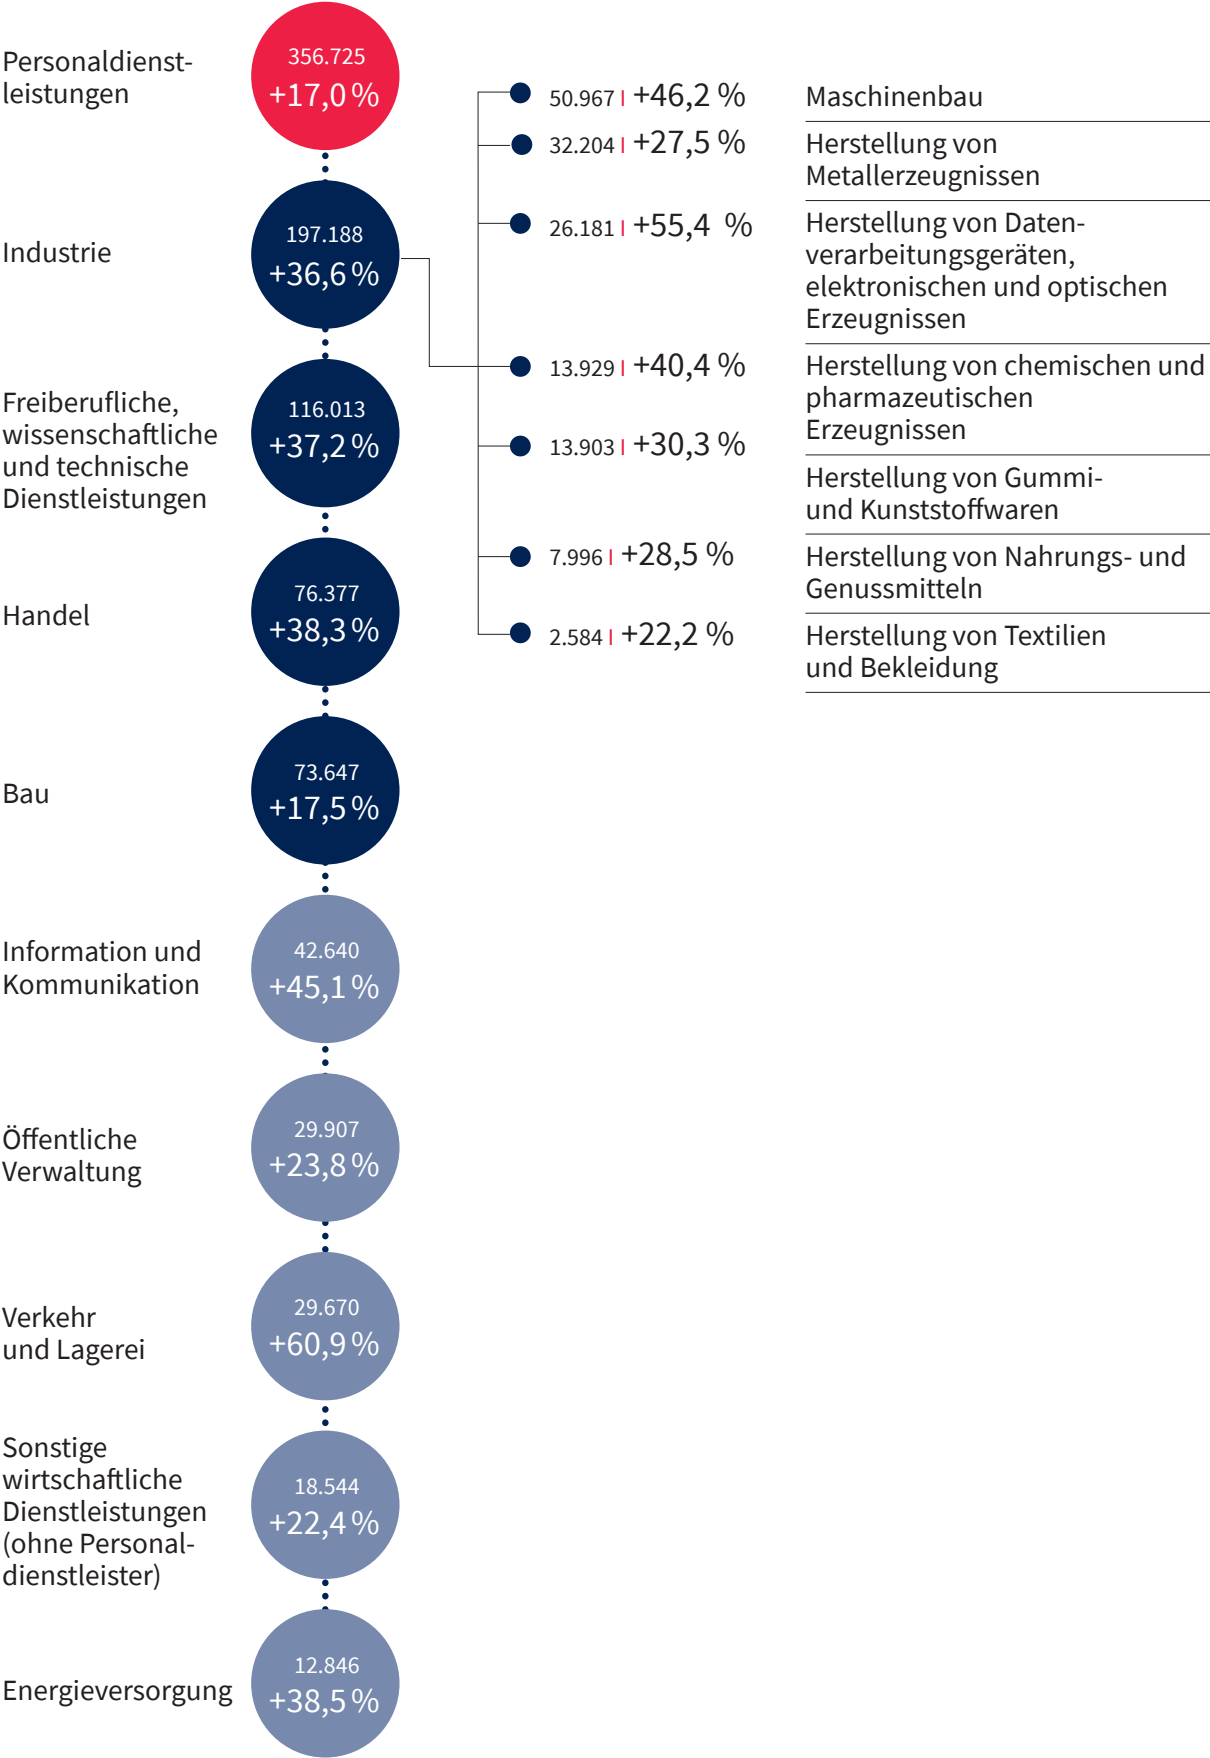 Personaldienst-
leistungen
356.725
+17,0 %
Industrie
197.188
+36,6 %
50.967 | +46,2 %
Maschinenbau
32.204 | +27,5 %
Herstellung von
Metallerzeugnissen
26.181 | +55,4 %
Herstellung von Daten-
verarbeitungsgeräten,
elektronischen und optischen
Erzeugnissen
13.929 | +40,4 %
Herstellung von chemischen und
pharmazeutischen
Erzeugnissen
13.903 | +30,3 %
Herstellung von Gummi-
und Kunststoffwaren
7.996 | +28,5 %
Herstellung von Nahrungs- und
Genussmitteln
2.584 | +22,2 %
Herstellung von Textilien
und Bekleidung
Freiberufliche,
wissenschaftliche
und technische
Dienstleistungen
116.013
+37,2 %
Handel
76.377
+38,3 %
Bau
73.647
+17,5 %
Information und
Kommunikation
42.640
+45,1 %
Öffentliche
Verwaltung
29.907
+23,8 %
Verkehr
und Lagerei
29.670
+60,9 %
Sonstige
wirtschaftliche
Dienstleistungen
(ohne Personal-
dienstleister)
18.544
+22,4 %
Energieversorgung
12.846
+38,5 %